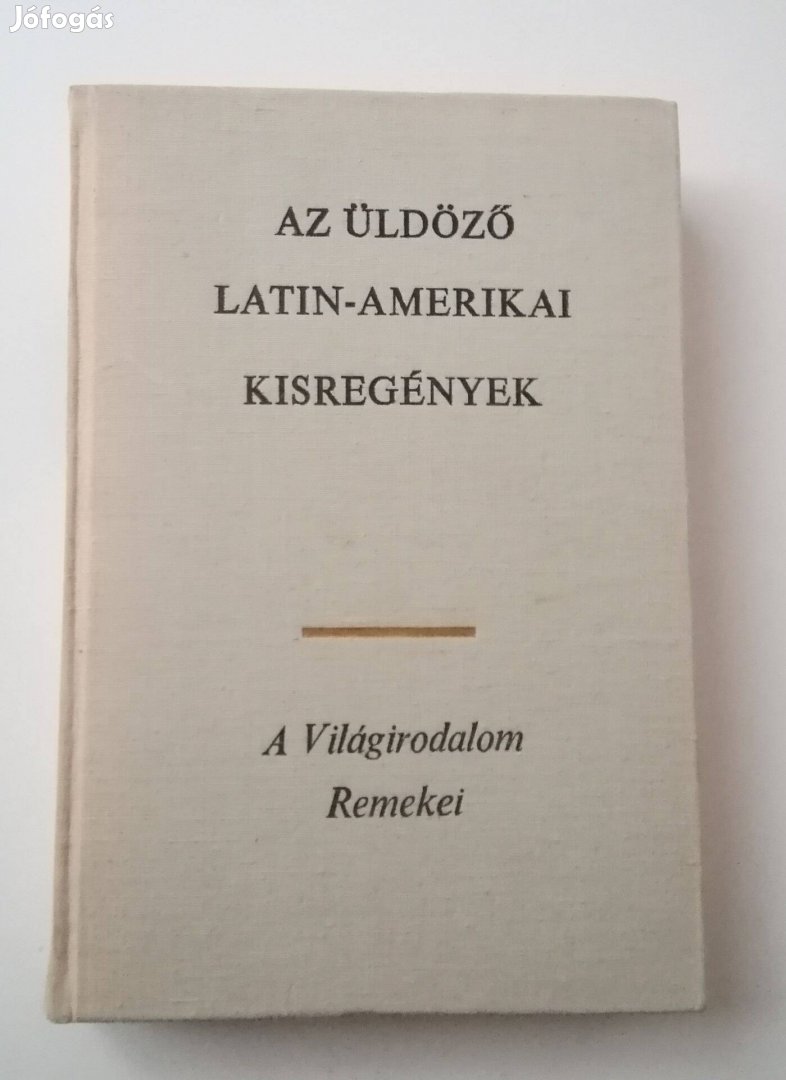 Jófogás
AZ ÜLDÖZŐ
LATIN-AMERIKAI
KISREGÉNYEK
A Világirodalom
Remekei